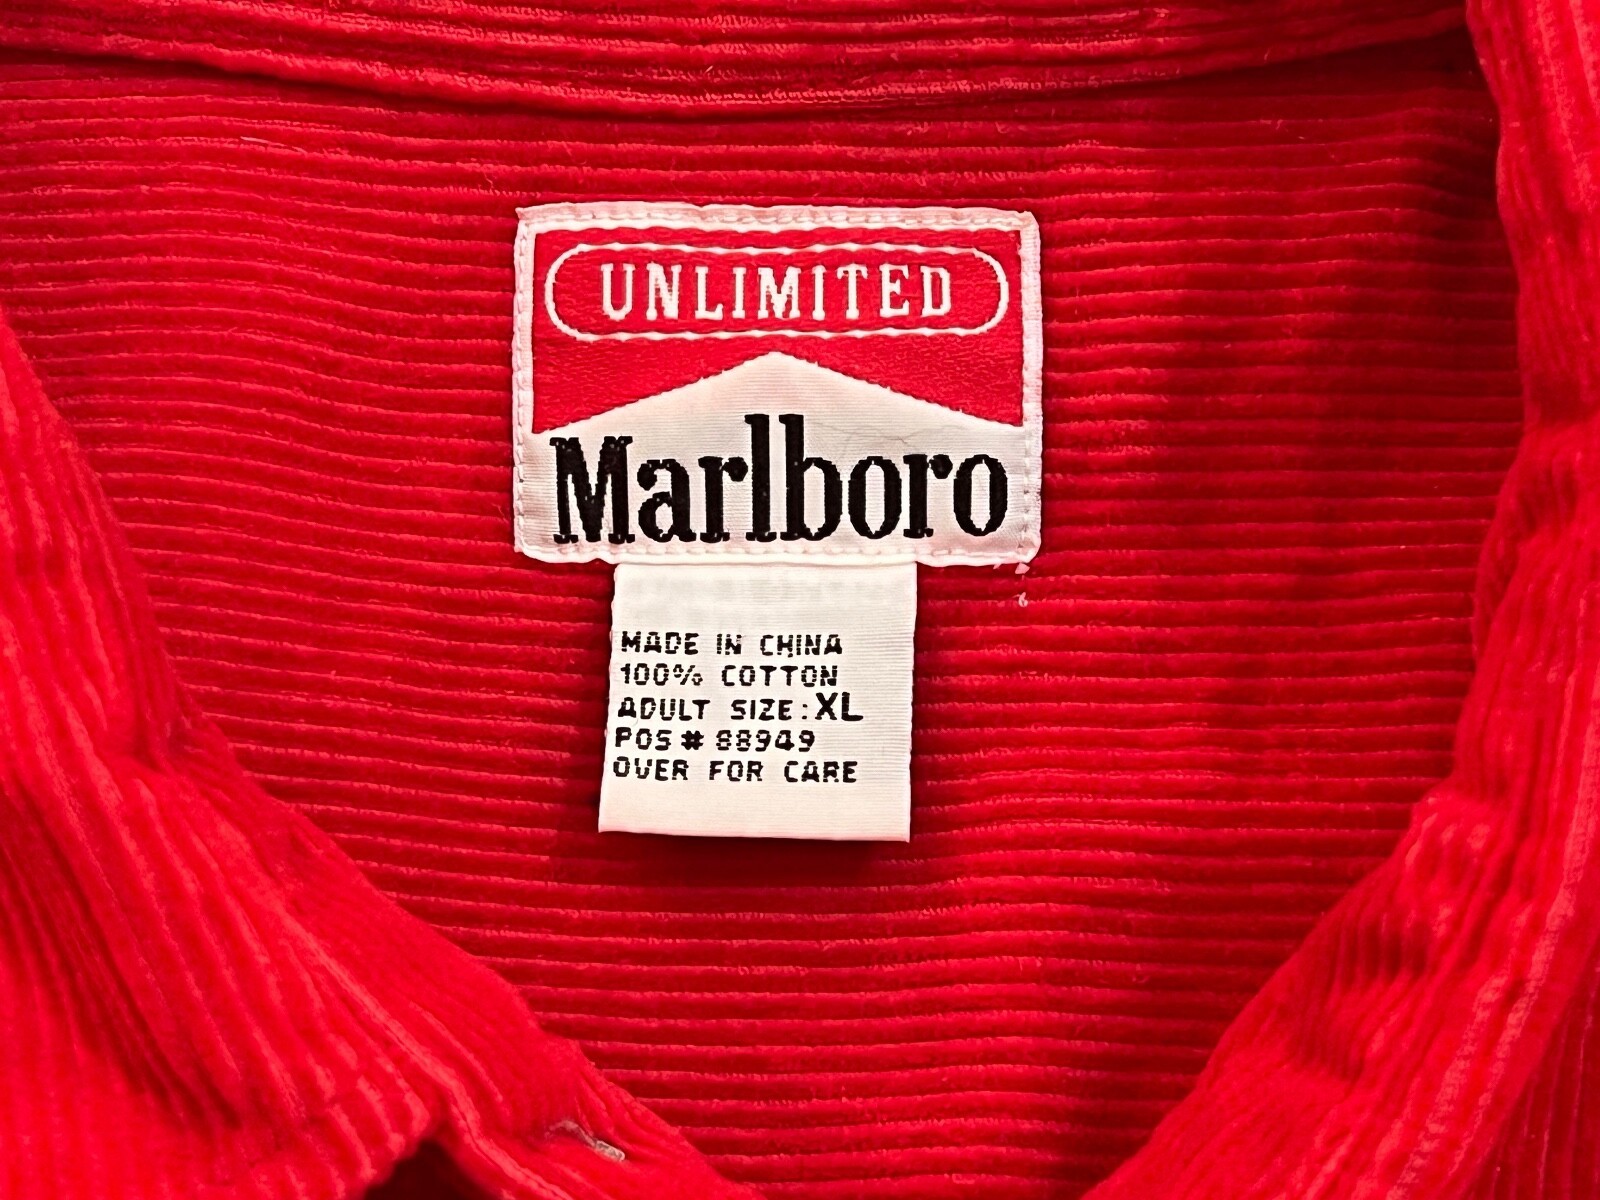 UNLIMITED
Marlboro
MADE IN CHINA
100% COTTON
ADULT SIZE:XL
POS# 88949
OVER FOR CARE